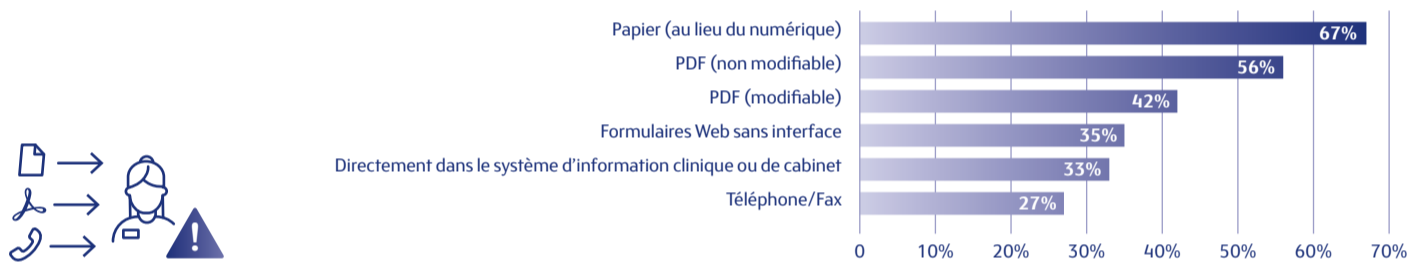 Papier (au lieu du numérique) 67%
PDF (non modifiable) 56%
PDF (modifiable) 42%
Formulaires Web sans interface 35%
Directement dans le système d’information clinique ou de cabinet 33%
Téléphone/Fax 27%
0 10% 20% 30% 40% 50% 60% 70%
!